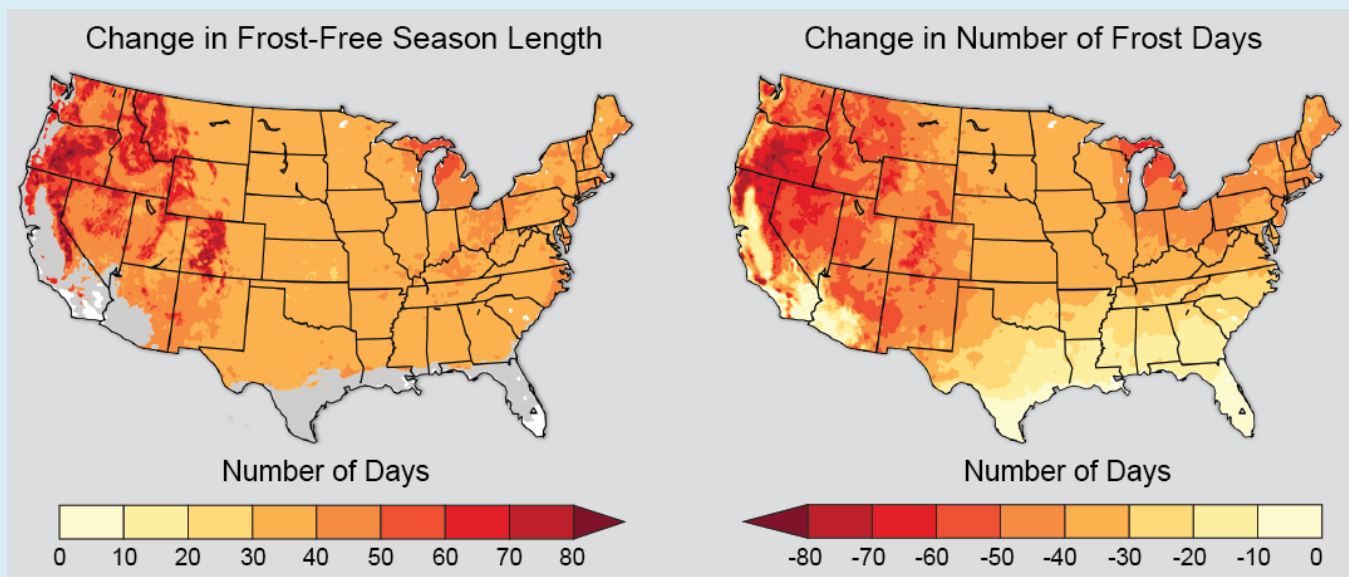 Change in Frost-Free Season Length
Number of Days
0 10 20 30 40 50 60 70 80
Change in Number of Frost Days
Number of Days
-80 -70 -60 -50 -40 -30 -20 -10 0